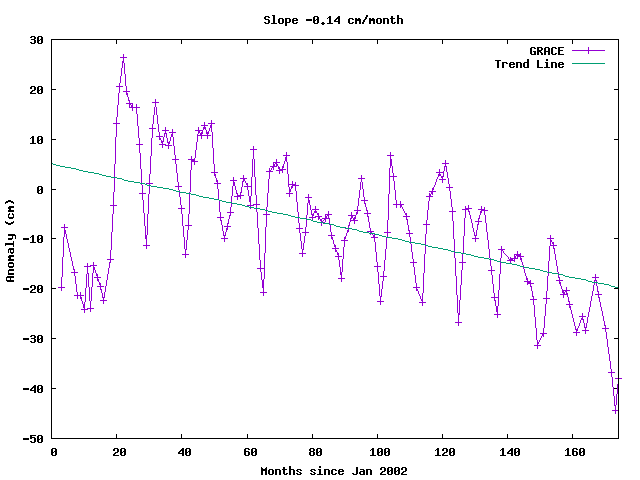 Slope -0.14 cm/month
GRACE
Trend Line
30
20
10
0
-10
-20
-30
-40
-50
Anomaly (cm)
0 20 40 60 80 100 120 140 160
Months since Jan 2002